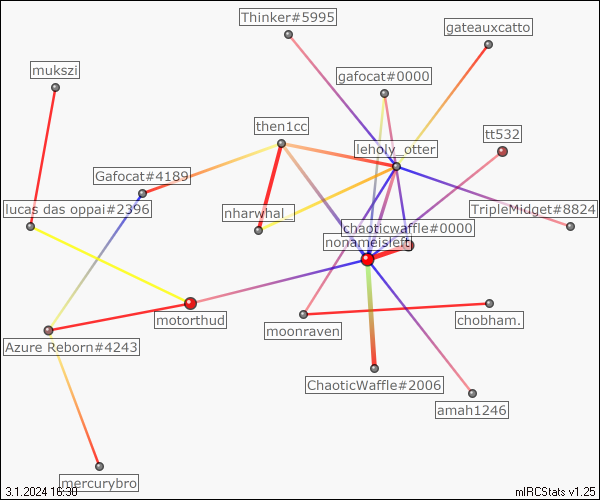 Thinker#5995
gateauxcatto
mukszi
gafocat#0000
then1cc
tt532
leholy_otter
Gafocat#4189
lucas das oppai#2396
nharwhal_
TripleMidget#8824
chaoticwaffle#0000
nonameisleft
motorthud
moonraven
chobham.
Azure Reborn#4243
ChaoticWaffle#2006
amah1246
mercurybro
3.1.2024 16:30
mIRCStats v1.25